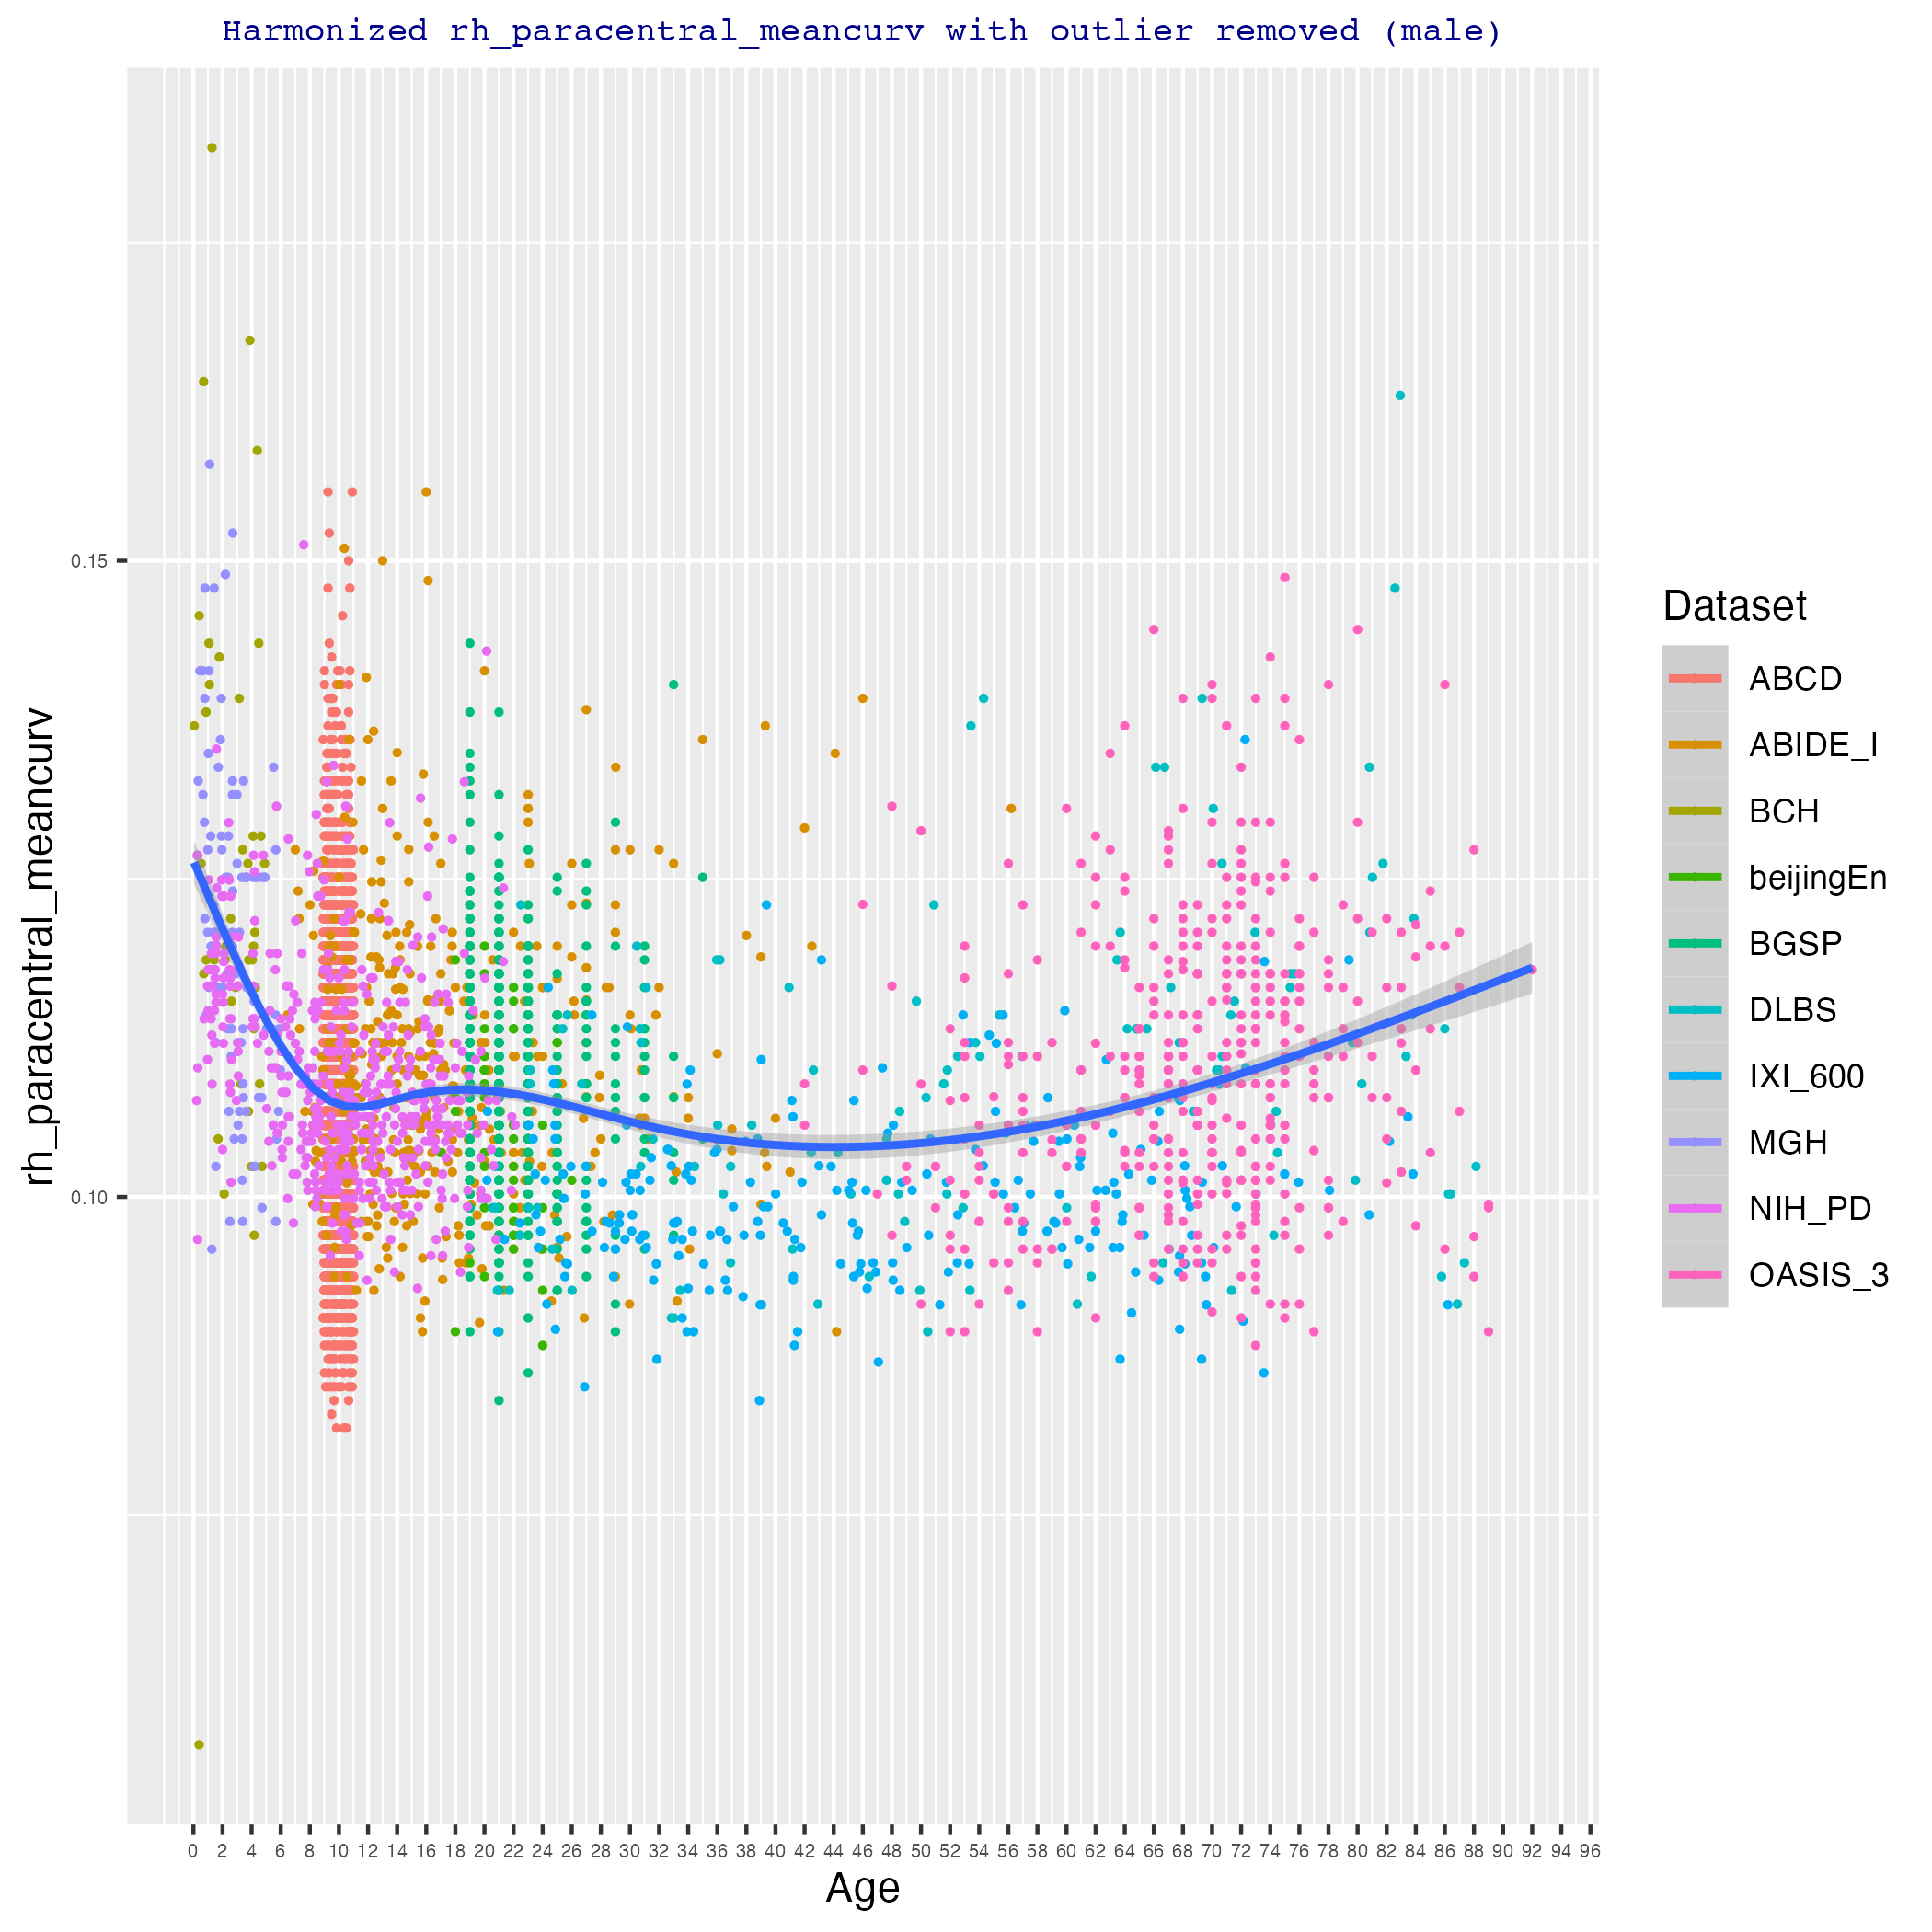 Harmonized rh_paracentral_meancurv with outlier removed (male)
rh_paracentral_meancurv
0.15
0.10
0 2 4 6 8 10 12 14 16 18 20 22 24 26 28 30 32 34 36 38 40 42 44 46 48 50 52 54 56 58 60 62 64 66 68 70 72 74 76 78 80 82 84 86 88 90 92 94 96
Age
Dataset
ABCD
ABIDE_I
BCH
beijingEn
BGSP
DLBS
IXI_600
MGH
NIH_PD
OASIS_3